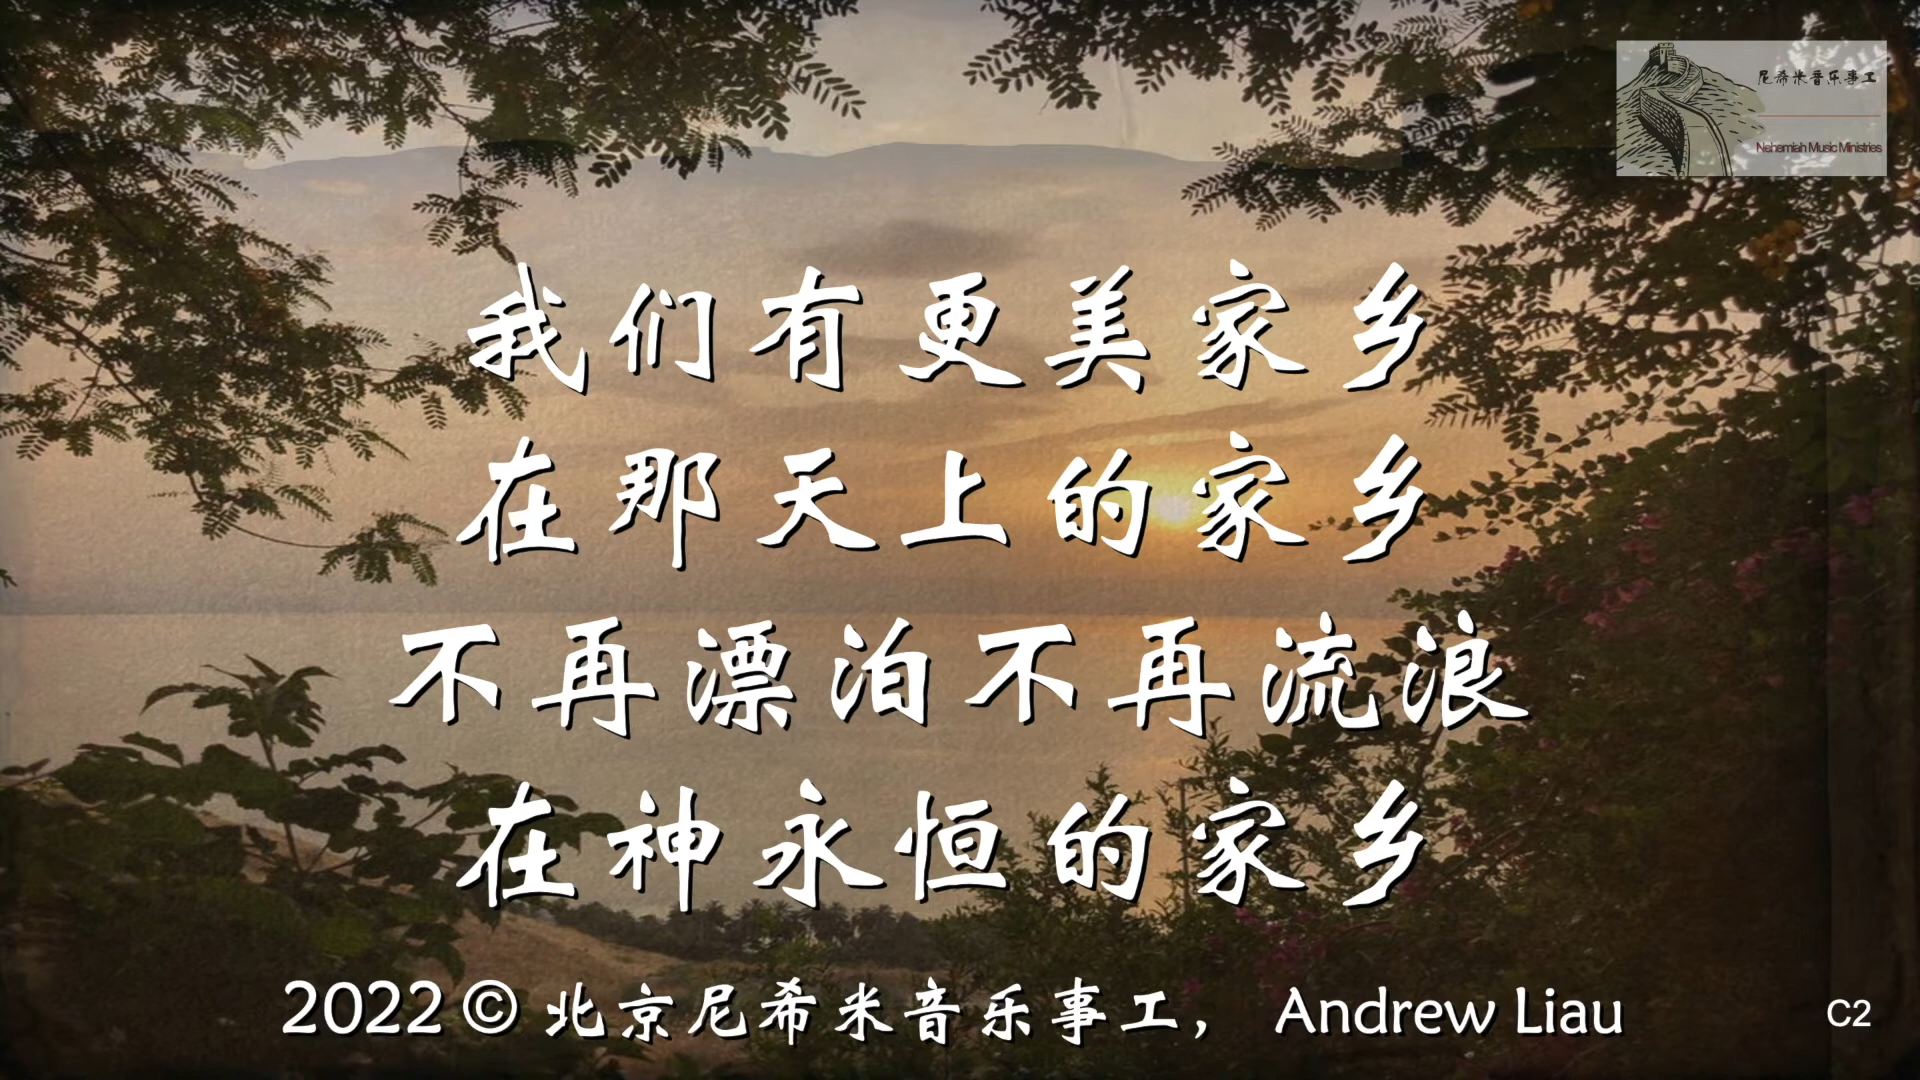 尼希米音乐事工
Nehemiah Music Ministries
我们有更美家乡
在那天上的家乡
不再漂泊不再流浪
在神永恒的家乡
2022 © 北京尼希米音乐事工， Andrew Liau
C2